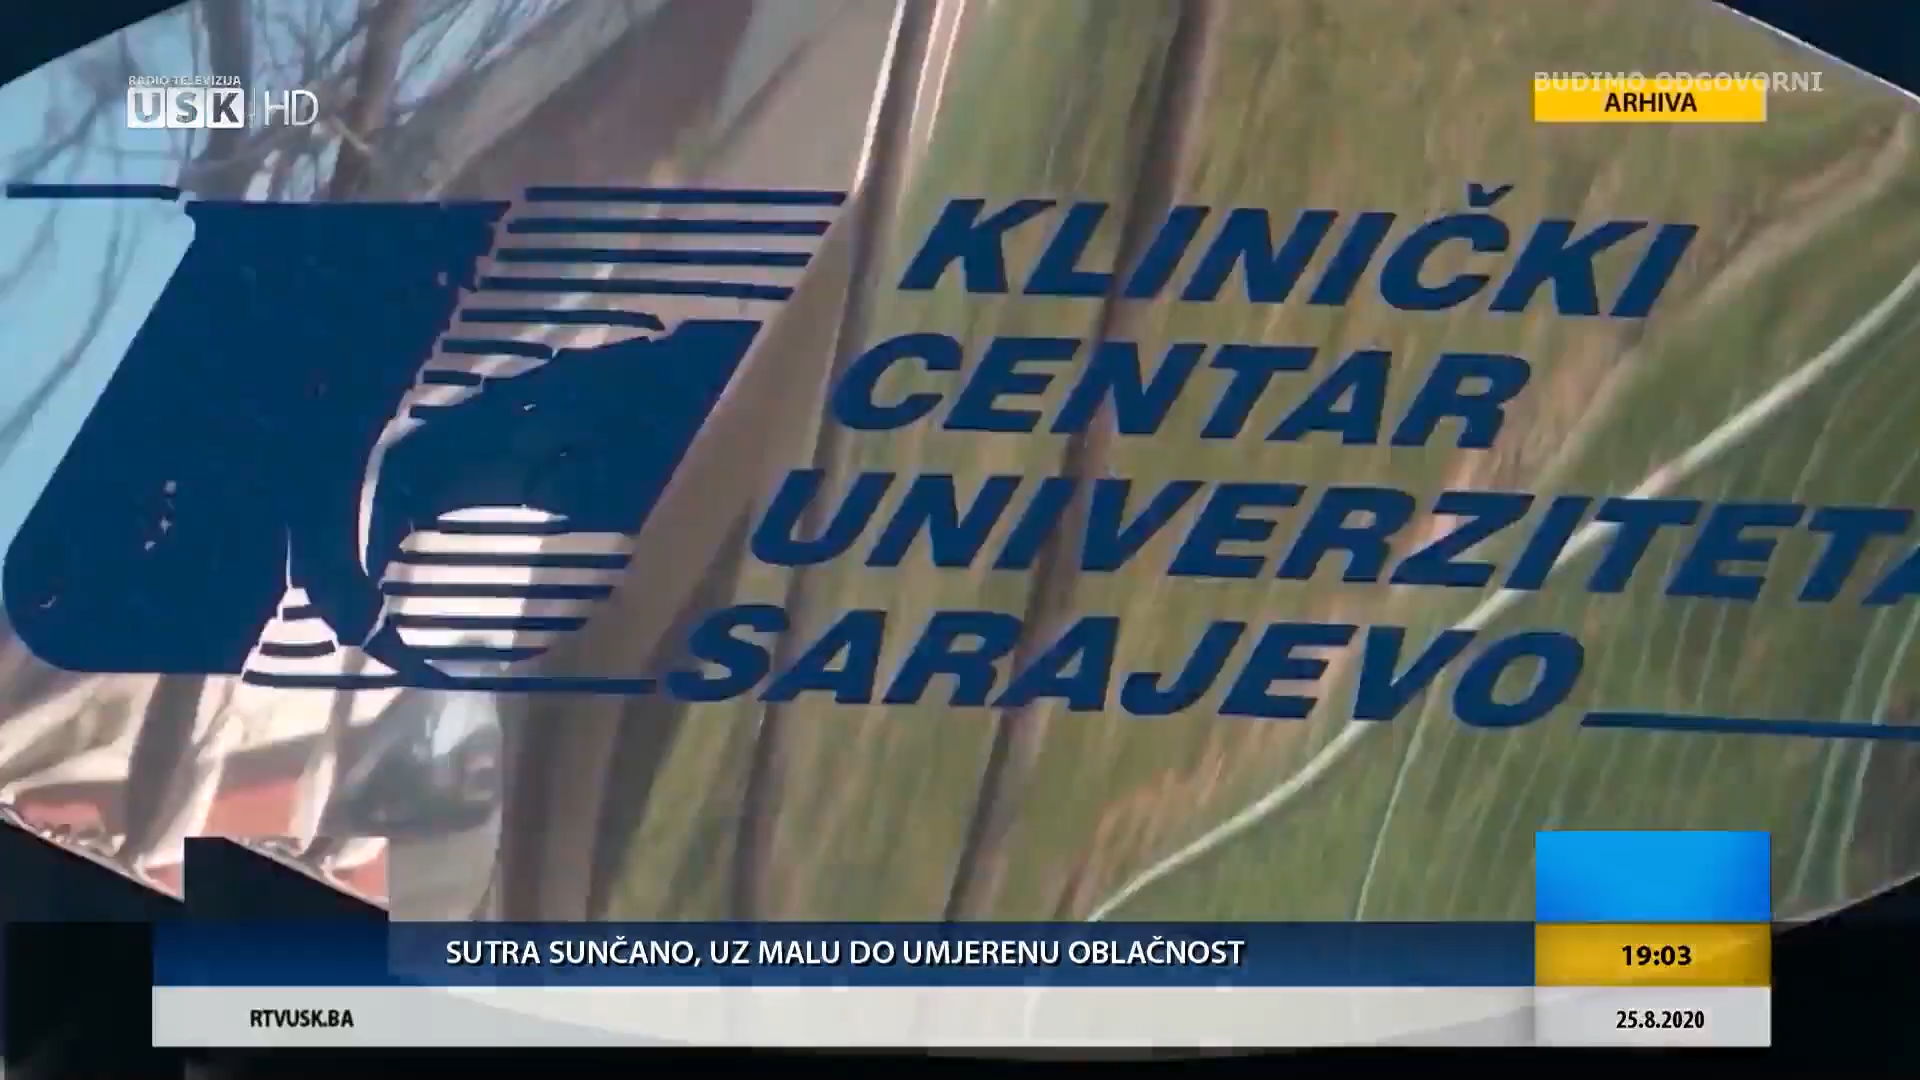 RADIO TELEVIZIJA
USK HD
BUDIMO ODGOVORNI
ARHIVA
KLINIČKI
CENTAR
UNIVERZITETA
SARAJEVO
SUTRA SUNČANO, UZ MALU DO UMJERENU OBLAČNOST
19:03
RTVUSK.BA
25.8.2020